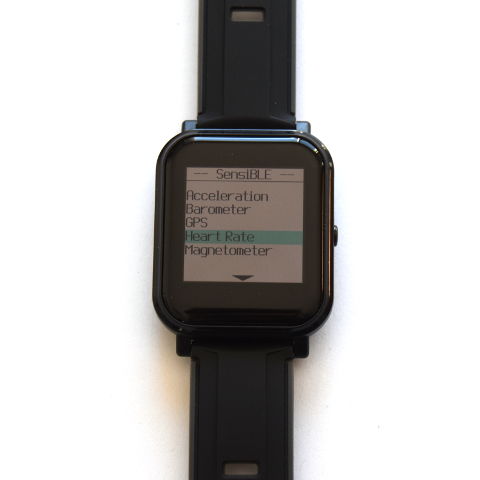 -- SensiBLE --
Acceleration
Barometer
GPS
Heart Rate
Magnetometer